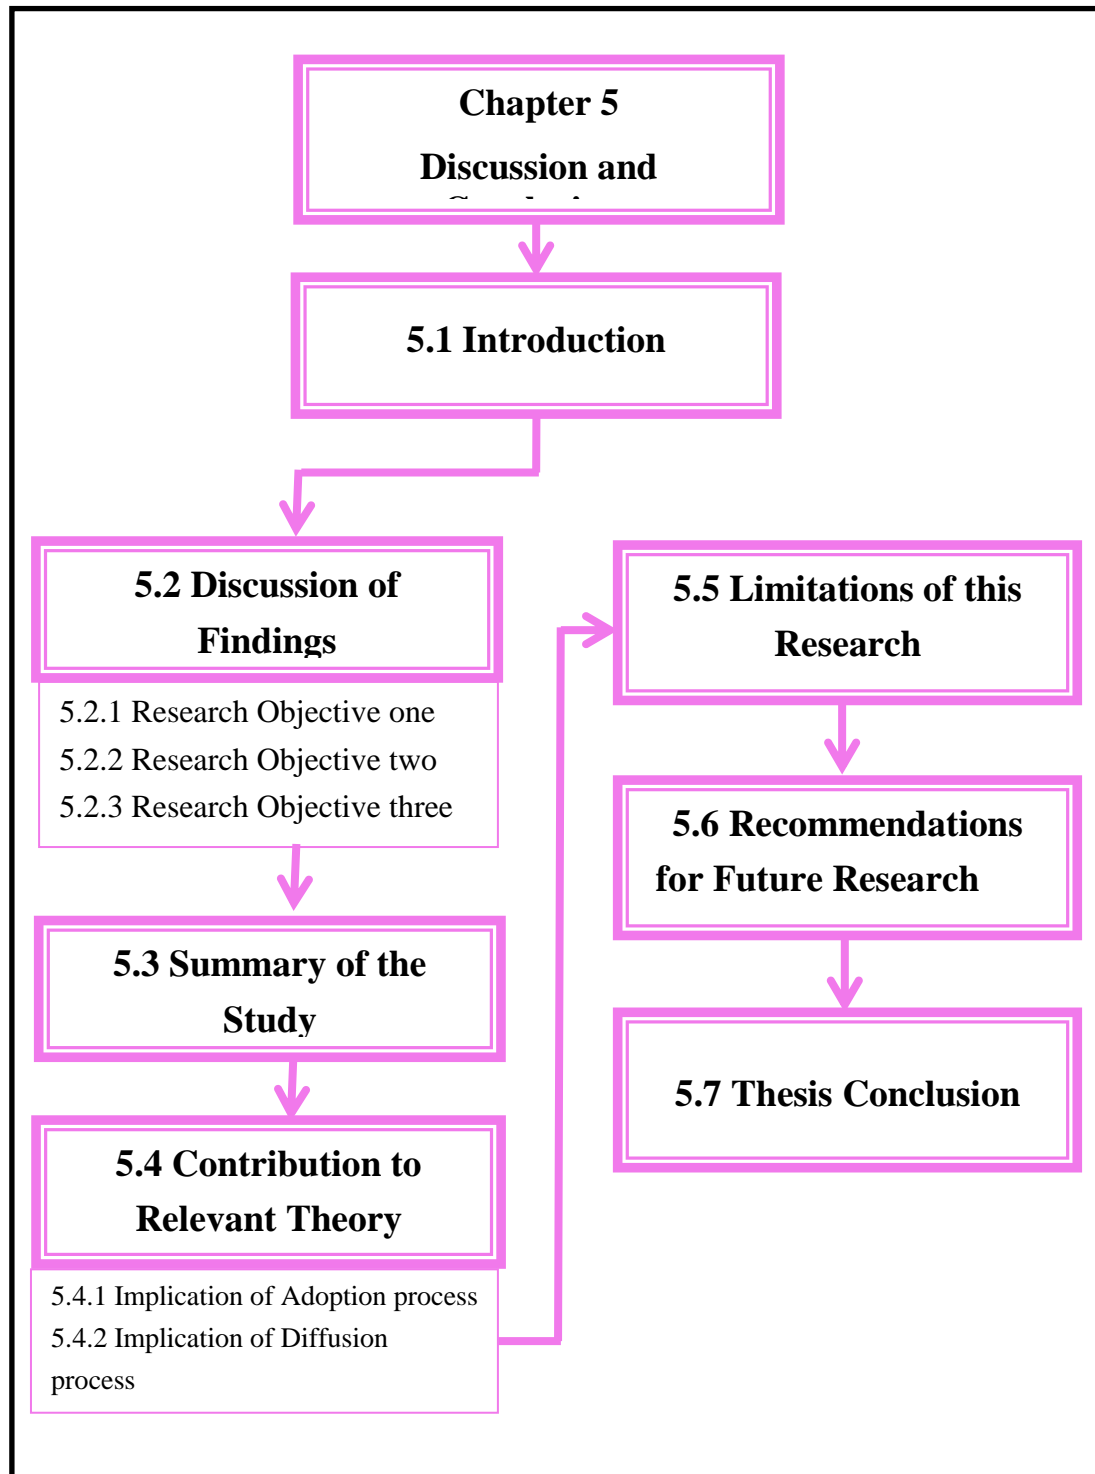 Chapter 5
Discussion and
5.1 Introduction
5.2 Discussion of
Findings
5.2.1 Research Objective one
5.2.2 Research Objective two
5.2.3 Research Objective three
5.3 Summary of the
Study
5.4 Contribution to
Relevant Theory
5.4.1 Implication of Adoption process
5.4.2 Implication of Diffusion
process
5.5 Limitations of this
Research
5.6 Recommendations
for Future Research
5.7 Thesis Conclusion